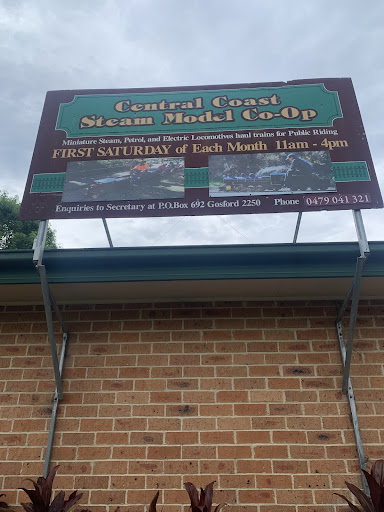 Central Coast
Steam Model Co-Op
Miniature Steam, Petrol, and Electric Locomotives haul trains for Public Riding
FIRST SATURDAY of Each Month 11am - 4pm
Enquiries to Secretary at P.O.Box 692 Gosford 2250 Phone 0479 041 321